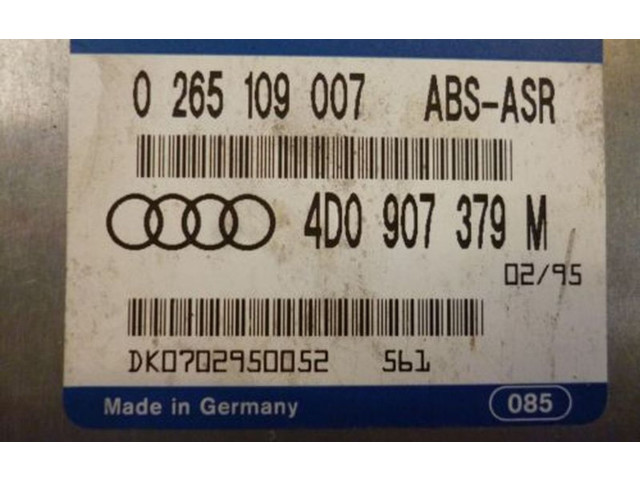 0 265 109 007 ABS-ASR
4D0 907 379 M
02/95
DK0702950052 561
Made in Germany 085